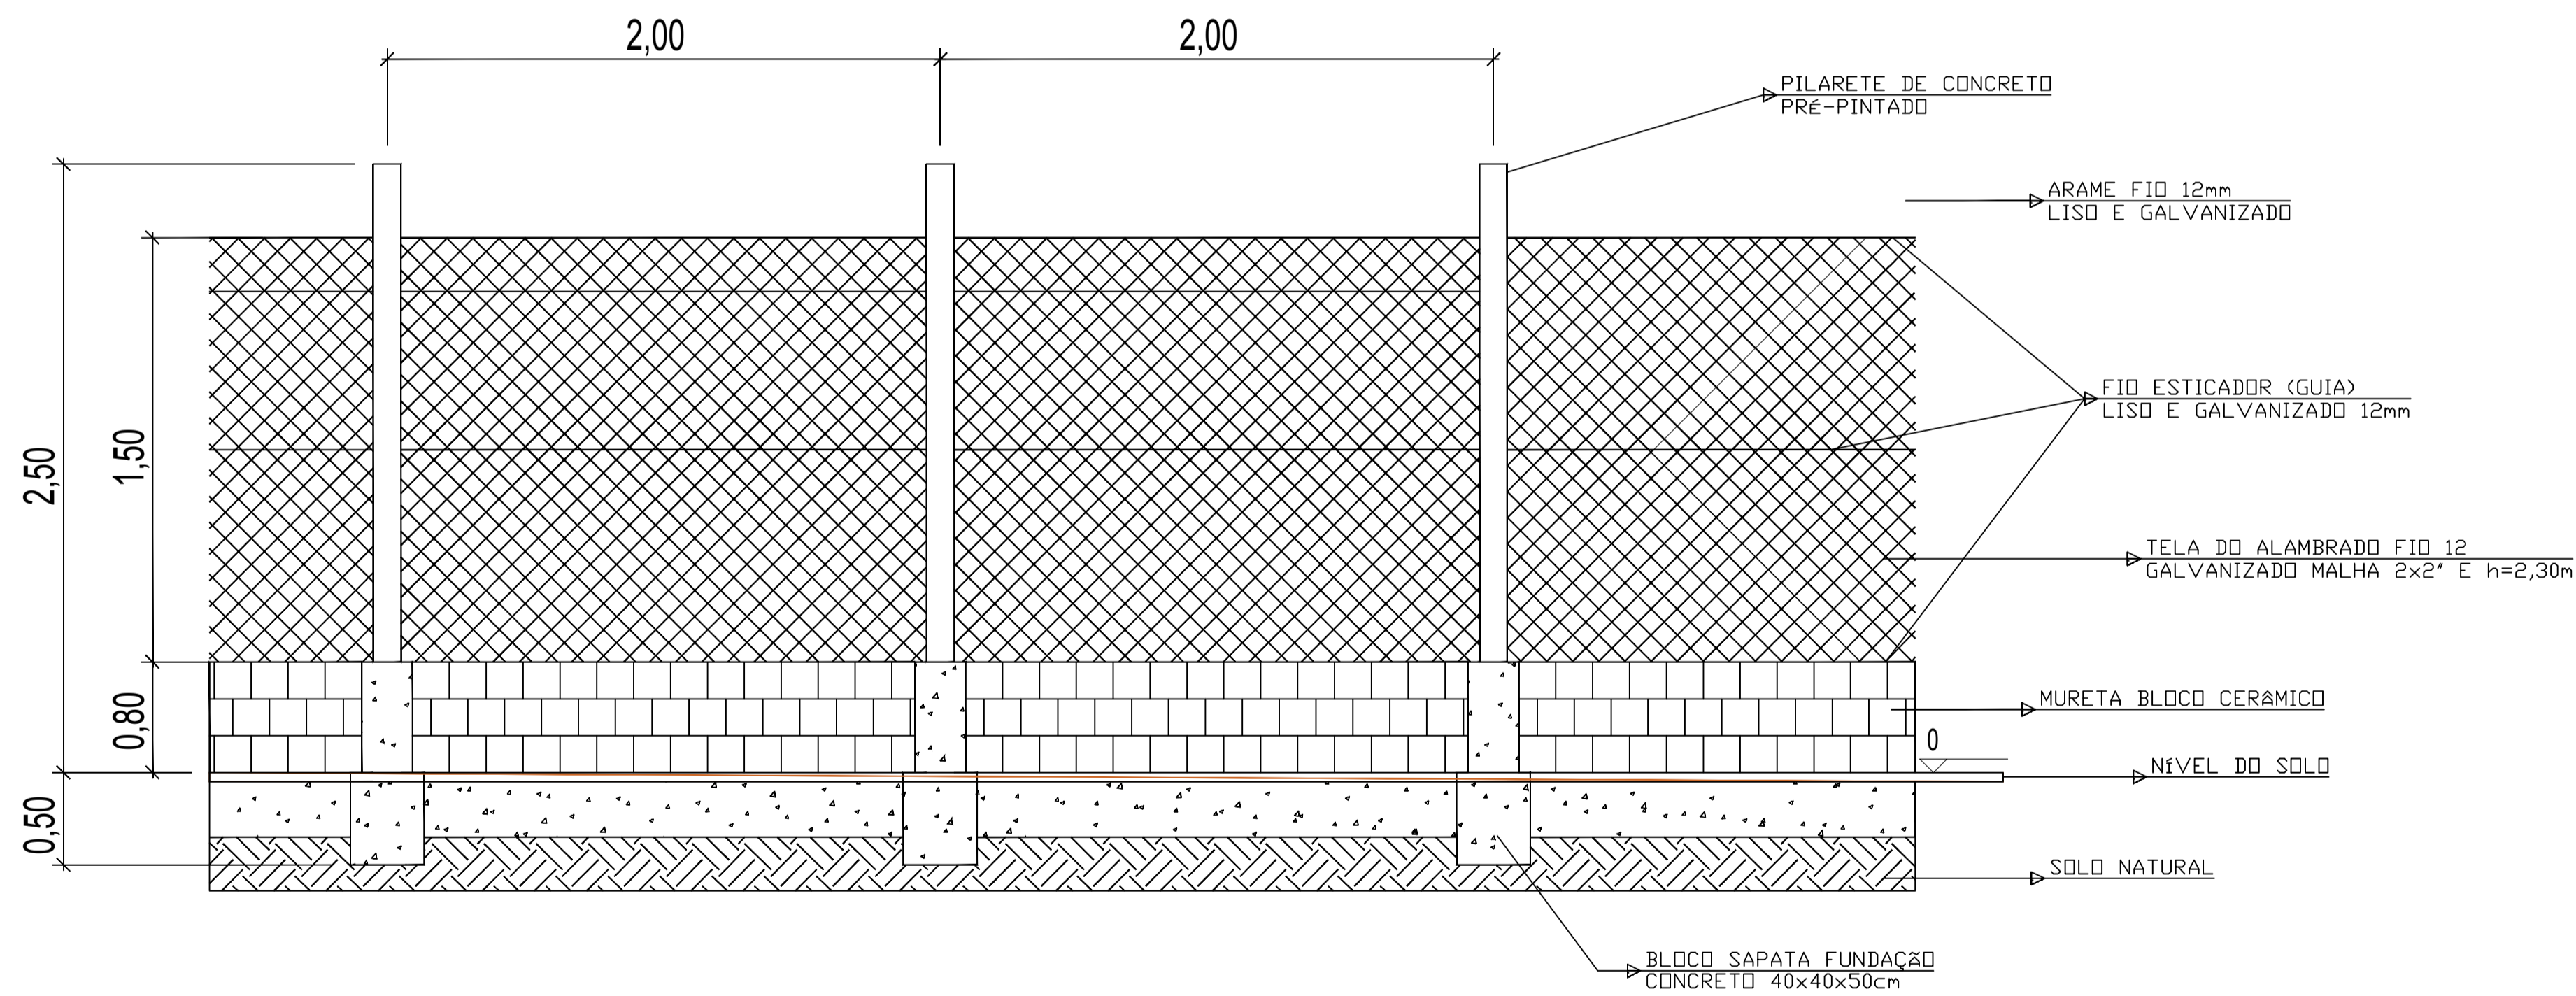 2,00
2,00
PILARETE DE CONCRETO
PRÉ-PINTADO
ARAME FIO 12mm
LISO E GALVANIZADO
FIO ESTICADOR (GUIA)
LISO E GALVANIZADO 12mm
2,50
1,50
TELA DO ALAMBRADO FIO 12
GALVANIZADO MALHA 2x2" E h=2,30m
0,80
MURETA BLOCO CERÂMICO
0
NÍVEL DO SOLO
0,50
SOLO NATURAL
BLOCO SAPATA FUNDAÇÃO
CONCRETO 40x40x50cm